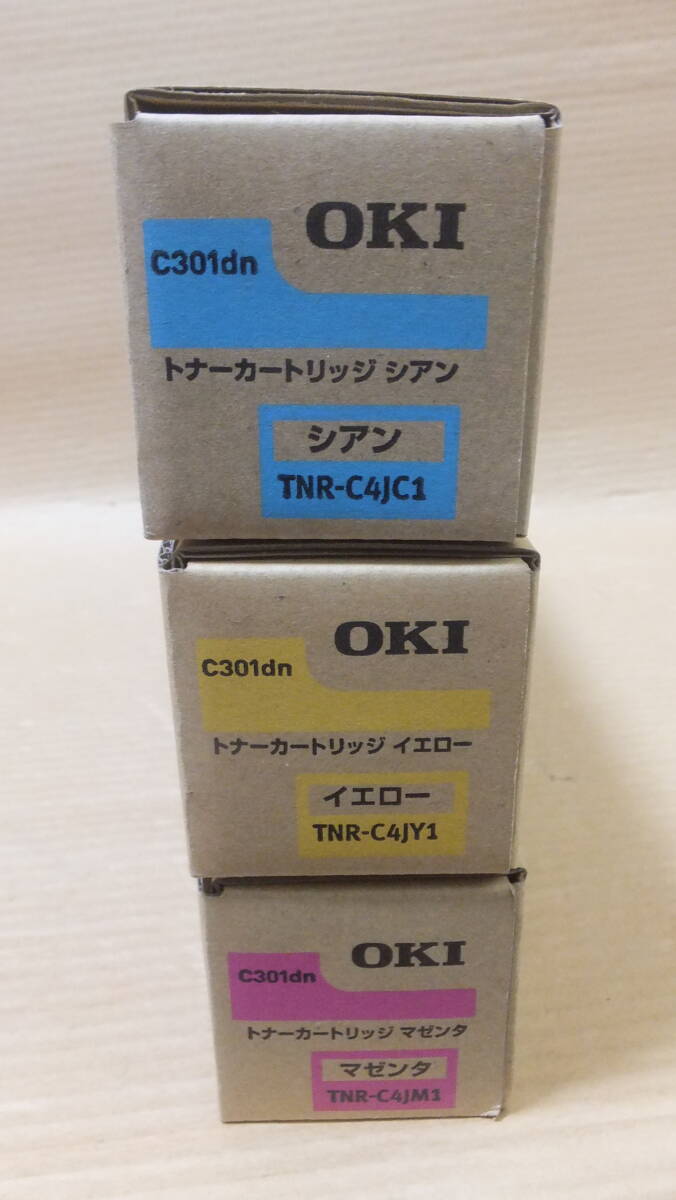 OKI
C301dn
トナーカートリッジ シアン
シアン
TNR-C4JC1
OKI
C301dn
トナーカートリッジ イエロー
イエロー
TNR-C4JY1
OKI
C301dn
トナーカートリッジ マゼンタ
マゼンタ
TNR-C4JM1